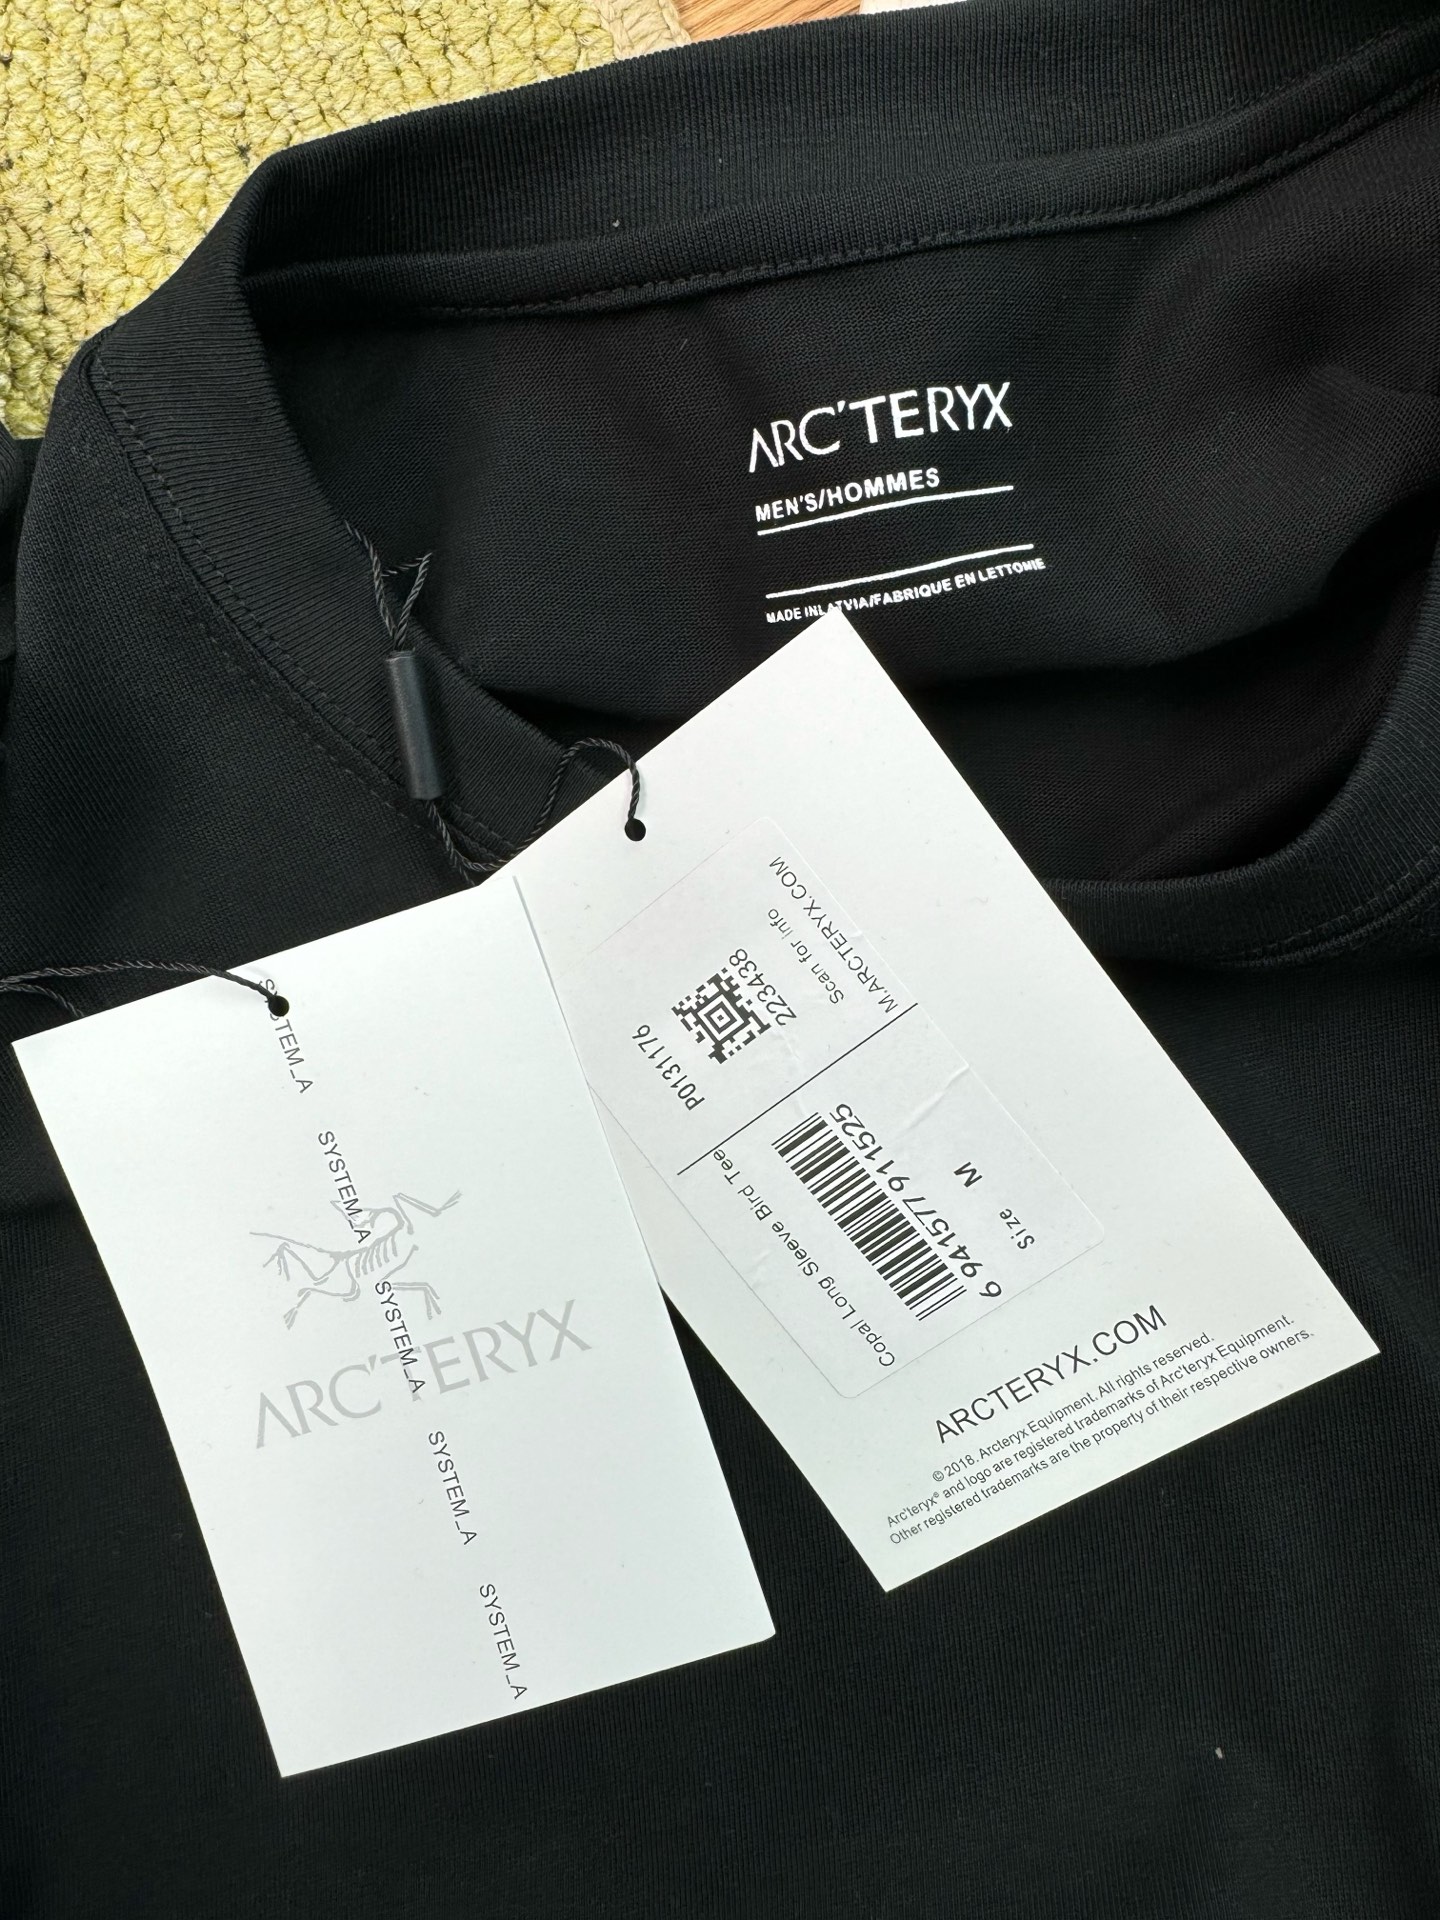 ARC'TERYX
MEN'S/HOMMES
MADE INLATVIA/FABRIQUE EN LETTONIE
SYSTEM_A
SYSTEM_A
SYSTEM_A
SYSTEM_A
SYSTEM_A
ARC'TERYX
M.ARCTERYX.COM
Scan for info
223438
P0131176
Copal Long Sleeve Bird Tee
6 941577 911525
Size M
ARCTERYX.COM
© 2018. Arcteryx Equipment. All rights reserved.
Arc'teryx® and logo are registered trademarks of Arc'teryx Equipment.
Other registered trademarks are the property of their respective owners.